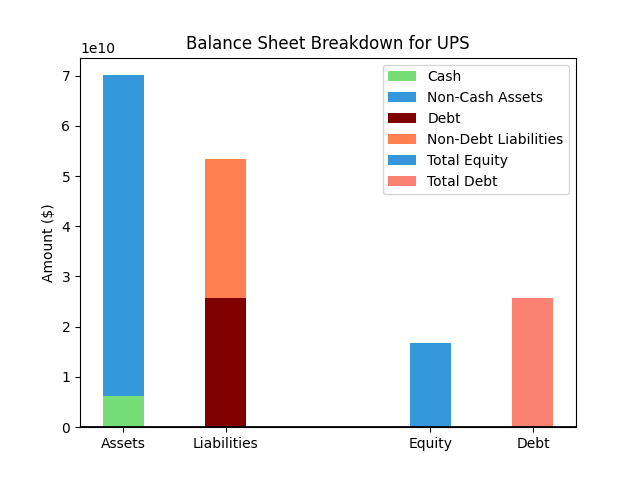 Balance Sheet Breakdown for UPS
1e10
7
6
5
4
3
2
1
0
Amount ($)
Cash
Non-Cash Assets
Debt
Non-Debt Liabilities
Total Equity
Total Debt
Assets Liabilities Equity Debt